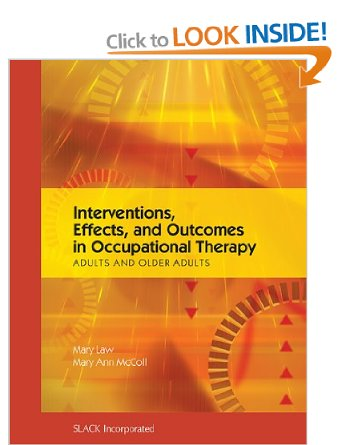 Click to LOOK INSIDE!
Interventions,
Effects, and Outcomes
in Occupational Therapy
ADULTS AND OLDER ADULTS
Mary Law
Mary Ann McColl
SLACK Incorporated